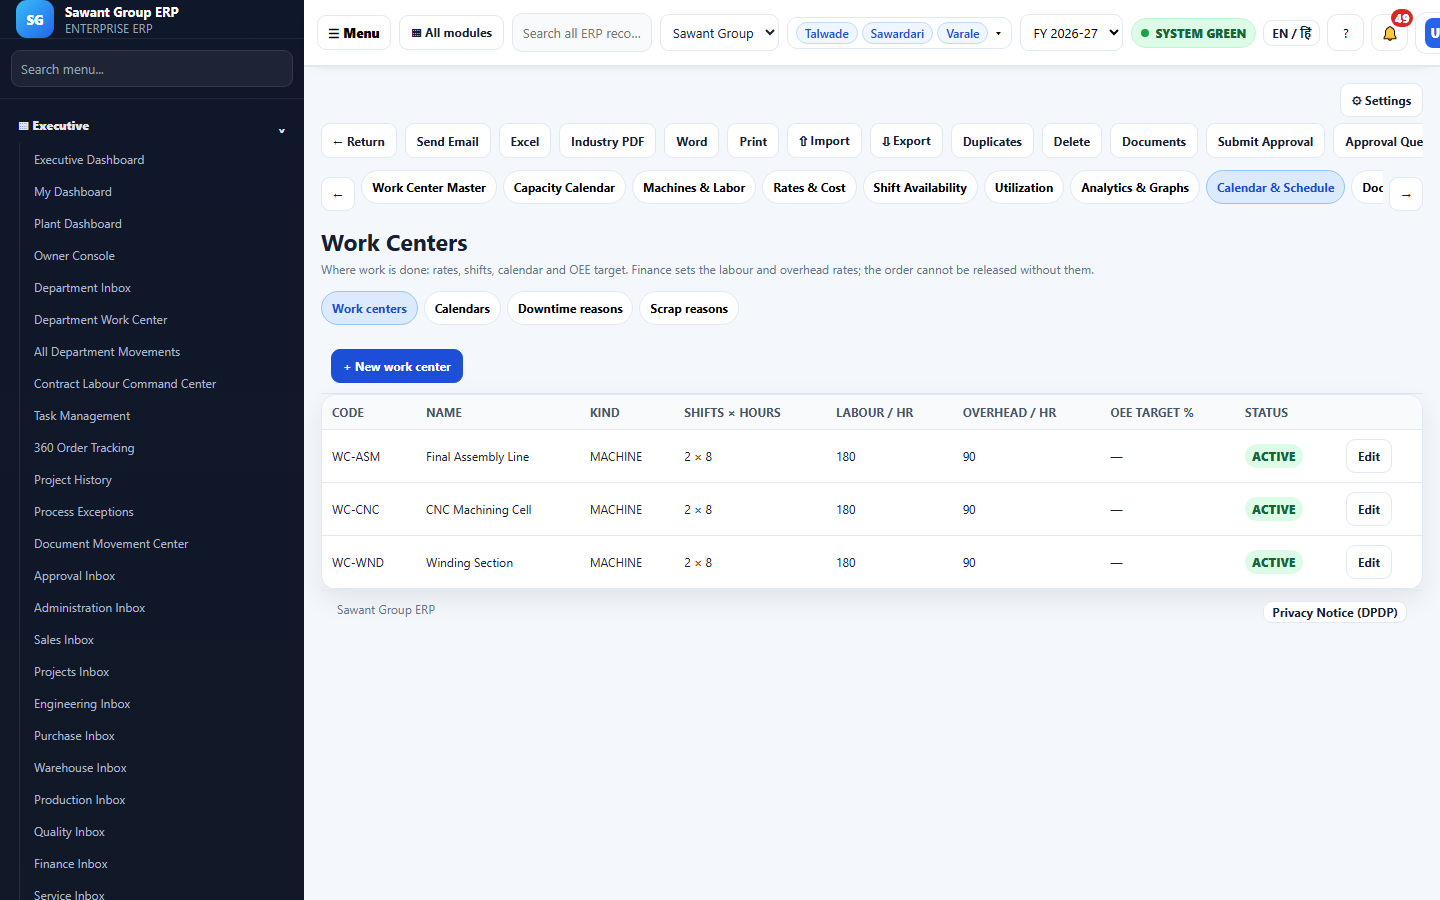 SG
Sawant Group ERP
ENTERPRISE ERP
Search menu...
Executive
Executive Dashboard
My Dashboard
Plant Dashboard
Owner Console
Department Inbox
Department Work Center
All Department Movements
Contract Labour Command Center
Task Management
360 Order Tracking
Project History
Process Exceptions
Document Movement Center
Approval Inbox
Administration Inbox
Sales Inbox
Projects Inbox
Engineering Inbox
Purchase Inbox
Warehouse Inbox
Production Inbox
Quality Inbox
Finance Inbox
Service Inbox
☰ Menu
All modules
Search all ERP reco...
Sawant Group
Talwade Sawardari Varale
FY 2026-27
SYSTEM GREEN
EN / हिं
?
49
U
⚙ Settings
← Return Send Email Excel Industry PDF Word Print ⇧ Import ⇩ Export Duplicates Delete Documents Submit Approval Approval Que
← Work Center Master Capacity Calendar Machines & Labor Rates & Cost Shift Availability Utilization Analytics & Graphs Calendar & Schedule Doc →
Work Centers
Where work is done: rates, shifts, calendar and OEE target. Finance sets the labour and overhead rates; the order cannot be released without them.
Work centers Calendars Downtime reasons Scrap reasons
+ New work center
CODE NAME KIND SHIFTS × HOURS LABOUR / HR OVERHEAD / HR OEE TARGET % STATUS
WC-ASM Final Assembly Line MACHINE 2 × 8 180 90 — ACTIVE Edit
WC-CNC CNC Machining Cell MACHINE 2 × 8 180 90 — ACTIVE Edit
WC-WND Winding Section MACHINE 2 × 8 180 90 — ACTIVE Edit
Sawant Group ERP
Privacy Notice (DPDP)